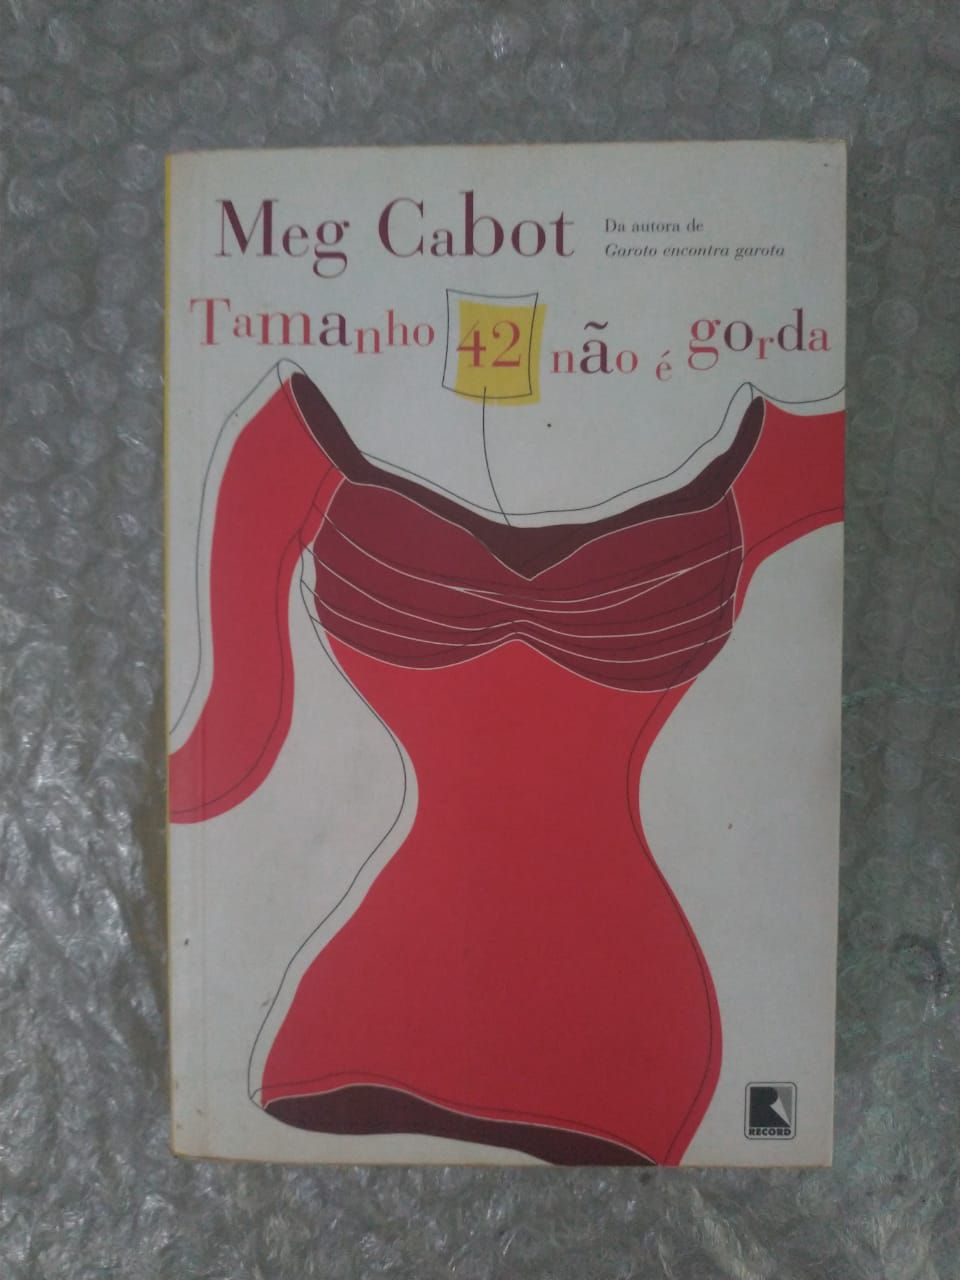 Meg Cabot
Da autora de
Garoto encontra garota
Tamanho 42 não é gorda
RECORD